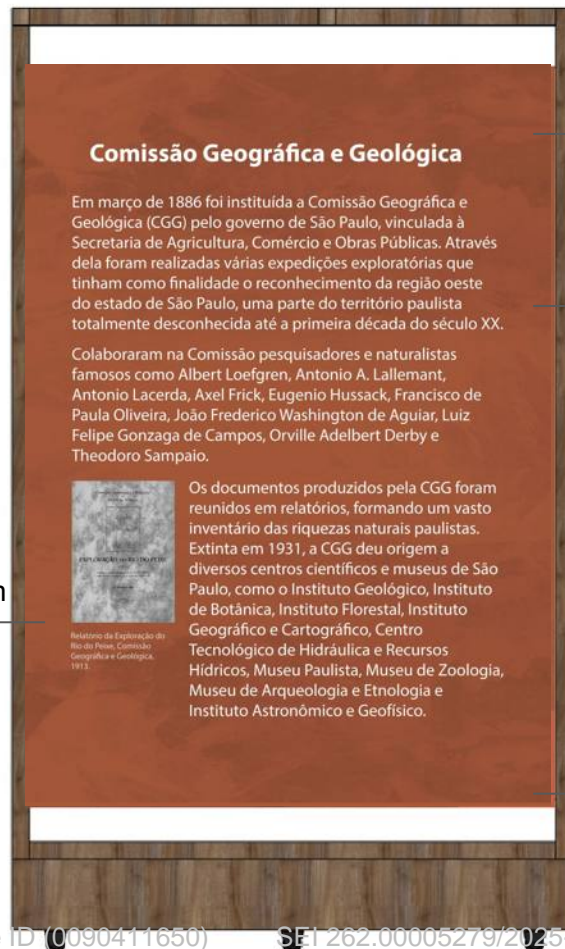 Comissão Geográfica e Geológica
Em março de 1886 foi instituída a Comissão Geográfica e
Geológica (CGG) pelo governo de São Paulo, vinculada à
Secretaria de Agricultura, Comércio e Obras Públicas. Através
dela foram realizadas várias expedições exploratórias que
tinham como finalidade o reconhecimento da região oeste
do estado de São Paulo, uma parte do território paulista
totalmente desconhecida até a primeira década do século XX.
Colaboraram na Comissão pesquisadores e naturalistas
famosos como Albert Loefgren, Antonio A. Lallemant,
Antonio Lacerda, Axel Frick, Eugenio Hussack, Francisco de
Paula Oliveira, João Frederico Washington de Aguiar, Luiz
Felipe Gonzaga de Campos, Orville Adelbert Derby e
Theodoro Sampaio.
EXPLORAÇÃO DO RIO DO PEIXE
Relatório da Exploração do
Rio do Peixe, Comissão
Geográfica e Geológica,
1913.
Os documentos produzidos pela CGG foram
reunidos em relatórios, formando um vasto
inventário das riquezas naturais paulistas.
Extinta em 1931, a CGG deu origem a
diversos centros científicos e museus de São
Paulo, como o Instituto Geológico, Instituto
de Botânica, Instituto Florestal, Instituto
Geográfico e Cartográfico, Centro
Tecnológico de Hidráulica e Recursos
Hídricos, Museu Paulista, Museu de Zoologia,
Museu de Arqueologia e Etnologia e
Instituto Astronômico e Geofísico.
ID (0090411650) SEI 262.00005279/2025